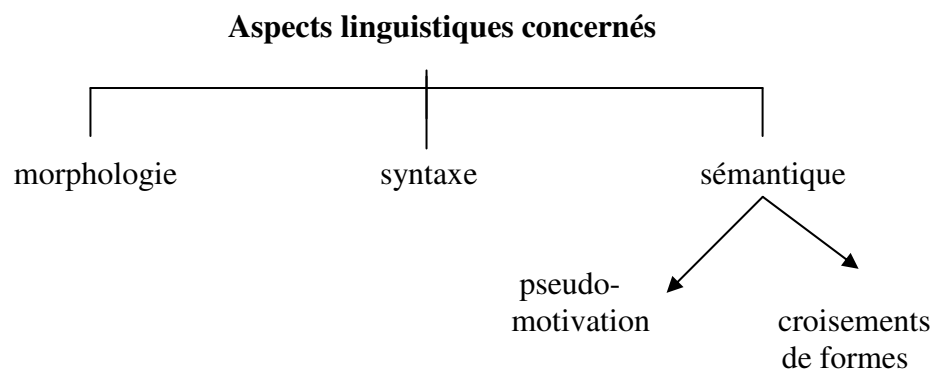 Aspects linguistiques concernés
morphologie syntaxe sémantique
pseudo-
motivation
croisements
de formes